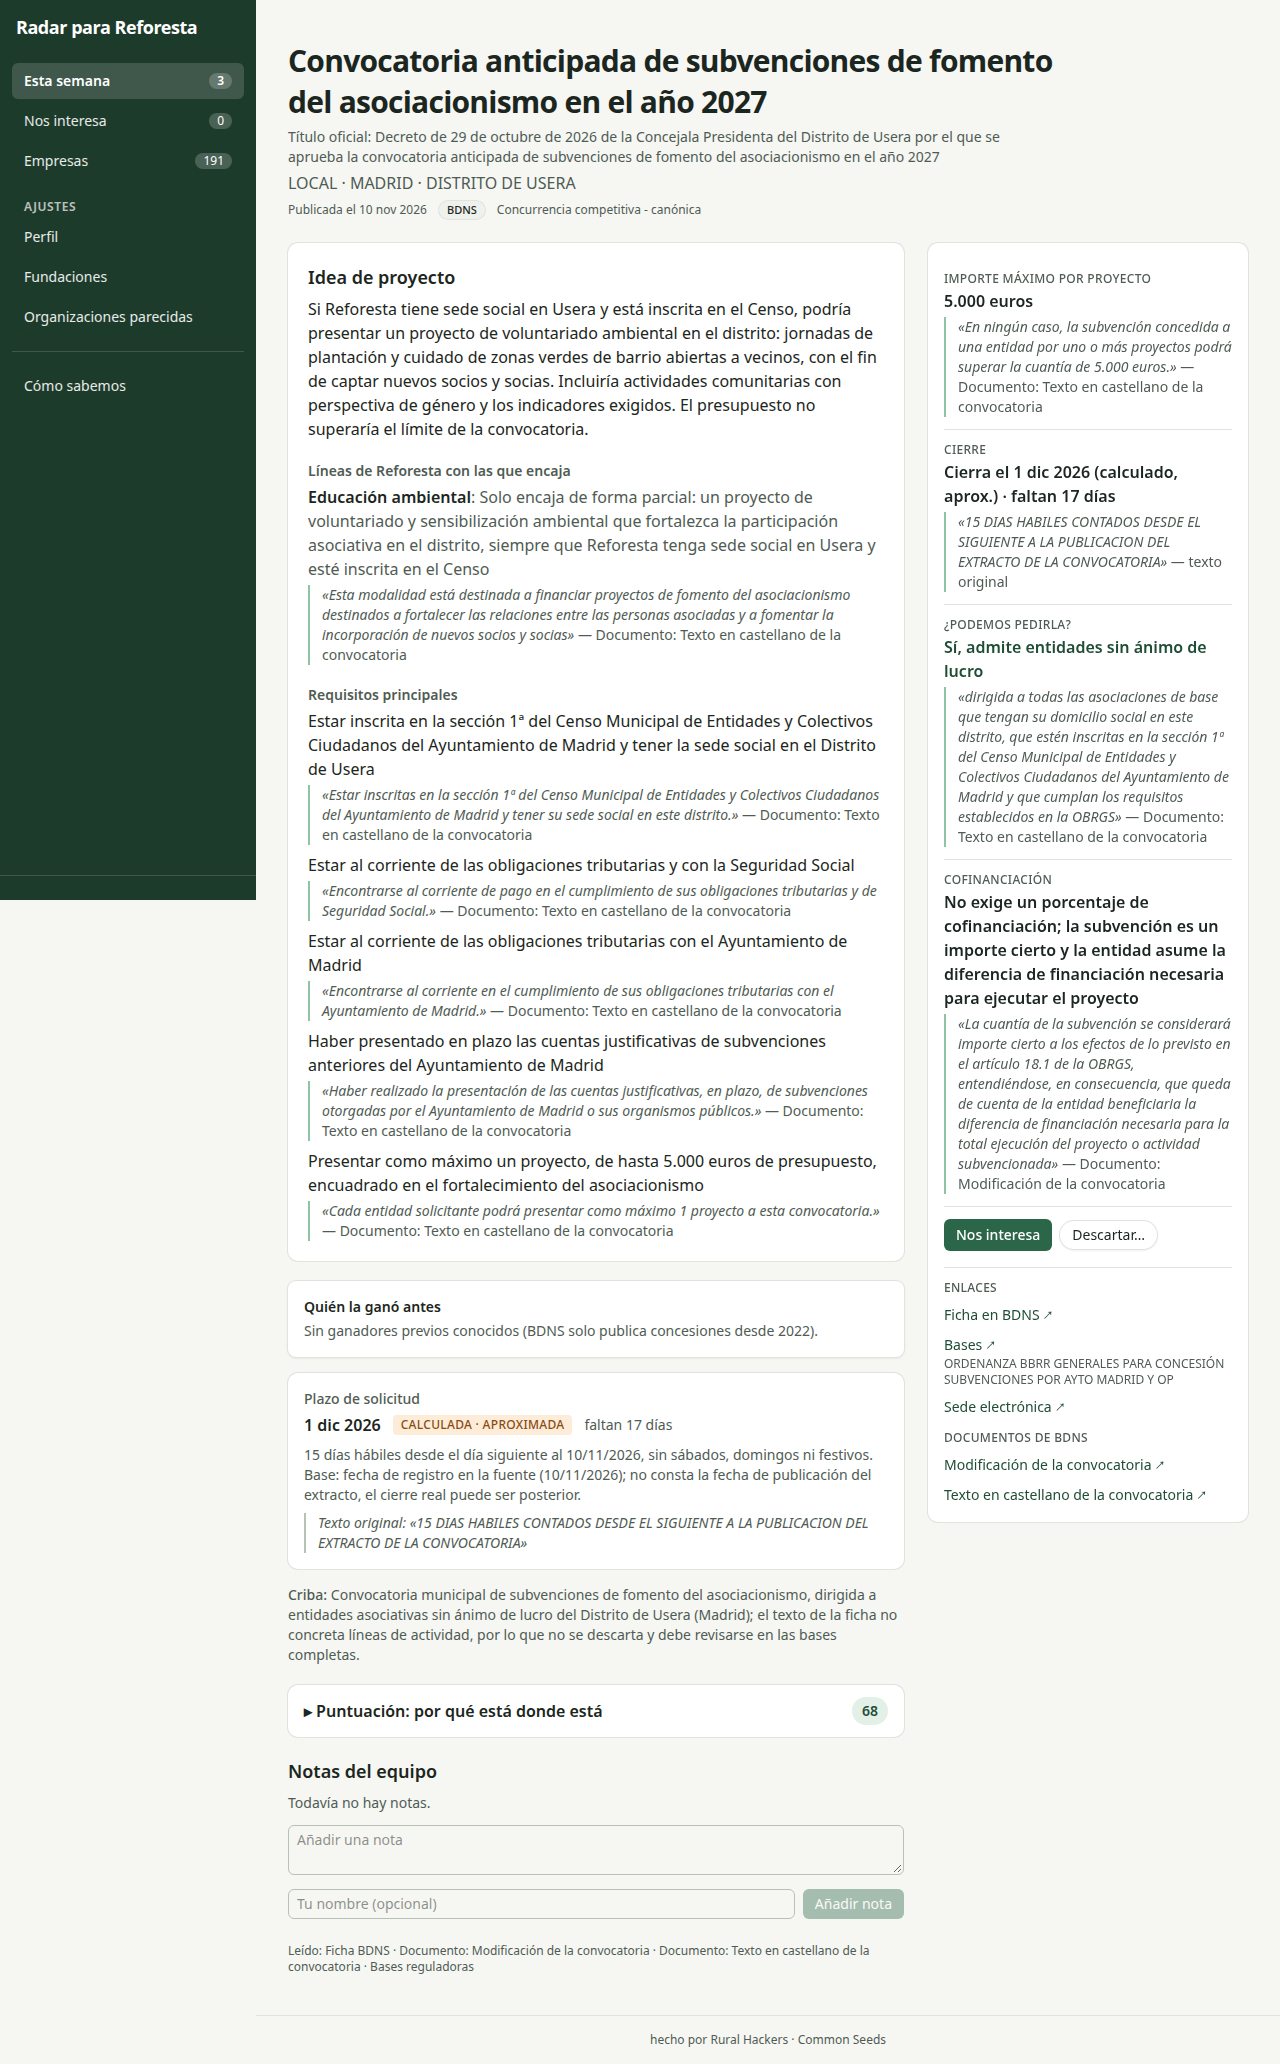 Radar para Reforesta
Esta semana 3
Nos interesa 0
Empresas 191
AJUSTES
Perfil
Fundaciones
Organizaciones parecidas
Cómo sabemos
Convocatoria anticipada de subvenciones de fomento
del asociacionismo en el año 2027
Título oficial: Decreto de 29 de octubre de 2026 de la Concejala Presidenta del Distrito de Usera por el que se
aprueba la convocatoria anticipada de subvenciones de fomento del asociacionismo en el año 2027
LOCAL · MADRID · DISTRITO DE USERA
Publicada el 10 nov 2026 BDNS Concurrencia competitiva - canónica
Idea de proyecto
Si Reforesta tiene sede social en Usera y está inscrita en el Censo, podría
presentar un proyecto de voluntariado ambiental en el distrito: jornadas de
plantación y cuidado de zonas verdes de barrio abiertas a vecinos, con el fin
de captar nuevos socios y socias. Incluiría actividades comunitarias con
perspectiva de género y los indicadores exigidos. El presupuesto no
superaría el límite de la convocatoria.
Líneas de Reforesta con las que encaja
Educación ambiental: Solo encaja de forma parcial: un proyecto de
voluntariado y sensibilización ambiental que fortalezca la participación
asociativa en el distrito, siempre que Reforesta tenga sede social en Usera y
esté inscrita en el Censo
«Esta modalidad está destinada a financiar proyectos de fomento del asociacionismo
destinados a fortalecer las relaciones entre las personas asociadas y a fomentar la
incorporación de nuevos socios y socias» — Documento: Texto en castellano de la
convocatoria
Requisitos principales
Estar inscrita en la sección 1ª del Censo Municipal de Entidades y Colectivos
Ciudadanos del Ayuntamiento de Madrid y tener la sede social en el Distrito
de Usera
«Estar inscritas en la sección 1ª del Censo Municipal de Entidades y Colectivos Ciudadanos
del Ayuntamiento de Madrid y tener su sede social en este distrito.» — Documento: Texto
en castellano de la convocatoria
Estar al corriente de las obligaciones tributarias y con la Seguridad Social
«Encontrarse al corriente de pago en el cumplimiento de sus obligaciones tributarias y de
Seguridad Social.» — Documento: Texto en castellano de la convocatoria
Estar al corriente de las obligaciones tributarias con el Ayuntamiento de
Madrid
«Encontrarse al corriente en el cumplimiento de sus obligaciones tributarias con el
Ayuntamiento de Madrid.» — Documento: Texto en castellano de la convocatoria
Haber presentado en plazo las cuentas justificativas de subvenciones
anteriores del Ayuntamiento de Madrid
«Haber realizado la presentación de las cuentas justificativas, en plazo, de subvenciones
otorgadas por el Ayuntamiento de Madrid o sus organismos públicos.» — Documento:
Texto en castellano de la convocatoria
Presentar como máximo un proyecto, de hasta 5.000 euros de presupuesto,
encuadrado en el fortalecimiento del asociacionismo
«Cada entidad solicitante podrá presentar como máximo 1 proyecto a esta convocatoria.»
— Documento: Texto en castellano de la convocatoria
Quién la ganó antes
Sin ganadores previos conocidos (BDNS solo publica concesiones desde 2022).
Plazo de solicitud
1 dic 2026 CALCULADA · APROXIMADA faltan 17 días
15 días hábiles desde el día siguiente al 10/11/2026, sin sábados, domingos ni festivos.
Base: fecha de registro en la fuente (10/11/2026); no consta la fecha de publicación del
extracto, el cierre real puede ser posterior.
Texto original: «15 DIAS HABILES CONTADOS DESDE EL SIGUIENTE A LA PUBLICACION DEL
EXTRACTO DE LA CONVOCATORIA»
Criba: Convocatoria municipal de subvenciones de fomento del asociacionismo, dirigida a
entidades asociativas sin ánimo de lucro del Distrito de Usera (Madrid); el texto de la ficha no
concreta líneas de actividad, por lo que no se descarta y debe revisarse en las bases
completas.
▸ Puntuación: por qué está donde está 68
Notas del equipo
Todavía no hay notas.
Añadir una nota
Tu nombre (opcional) Añadir nota
Leído: Ficha BDNS · Documento: Modificación de la convocatoria · Documento: Texto en castellano de la
convocatoria · Bases reguladoras
IMPORTE MÁXIMO POR PROYECTO
5.000 euros
«En ningún caso, la subvención concedida a
una entidad por uno o más proyectos podrá
superar la cuantía de 5.000 euros.» —
Documento: Texto en castellano de la
convocatoria
CIERRE
Cierra el 1 dic 2026 (calculado,
aprox.) · faltan 17 días
«15 DIAS HABILES CONTADOS DESDE EL
SIGUIENTE A LA PUBLICACION DEL
EXTRACTO DE LA CONVOCATORIA» — texto
original
¿PODEMOS PEDIRLA?
Sí, admite entidades sin ánimo de
lucro
«dirigida a todas las asociaciones de base
que tengan su domicilio social en este
distrito, que estén inscritas en la sección 1ª
del Censo Municipal de Entidades y
Colectivos Ciudadanos del Ayuntamiento de
Madrid y que cumplan los requisitos
establecidos en la OBRGS» — Documento:
Texto en castellano de la convocatoria
COFINANCIACIÓN
No exige un porcentaje de
cofinanciación; la subvención es un
importe cierto y la entidad asume la
diferencia de financiación necesaria
para ejecutar el proyecto
«La cuantía de la subvención se considerará
importe cierto a los efectos de lo previsto en
el artículo 18.1 de la OBRGS,
entendiéndose, en consecuencia, que queda
de cuenta de la entidad beneficiaria la
diferencia de financiación necesaria para la
total ejecución del proyecto o actividad
subvencionada» — Documento:
Modificación de la convocatoria
Nos interesa Descartar...
ENLACES
Ficha en BDNS ↗
Bases ↗
ORDENANZA BBRR GENERALES PARA CONCESIÓN
SUBVENCIONES POR AYTO MADRID Y OP
Sede electrónica ↗
DOCUMENTOS DE BDNS
Modificación de la convocatoria ↗
Texto en castellano de la convocatoria ↗
hecho por Rural Hackers · Common Seeds